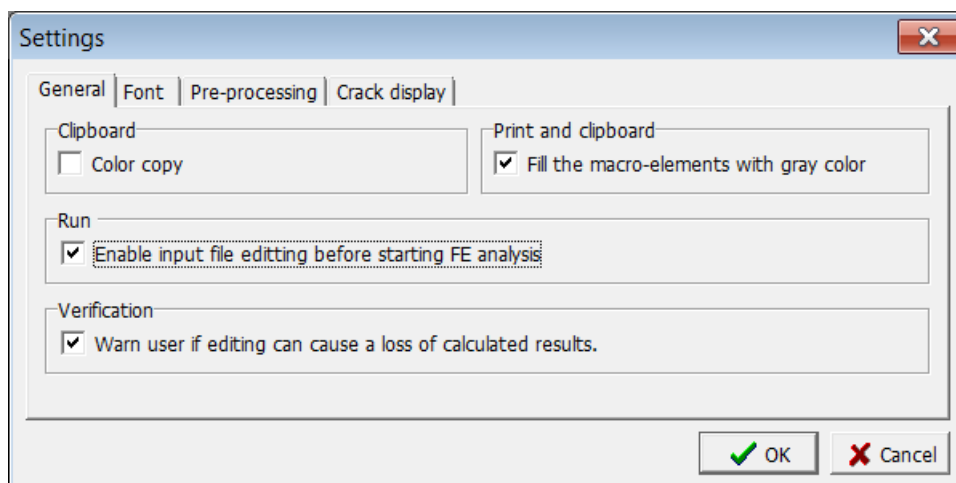 Settings
General Font Pre-processing Crack display
Clipboard Print and clipboard
Color copy Fill the macro-elements with gray color
Run
Enable input file editting before starting FE analysis
Verification
Warn user if editing can cause a loss of calculated results.
OK Cancel